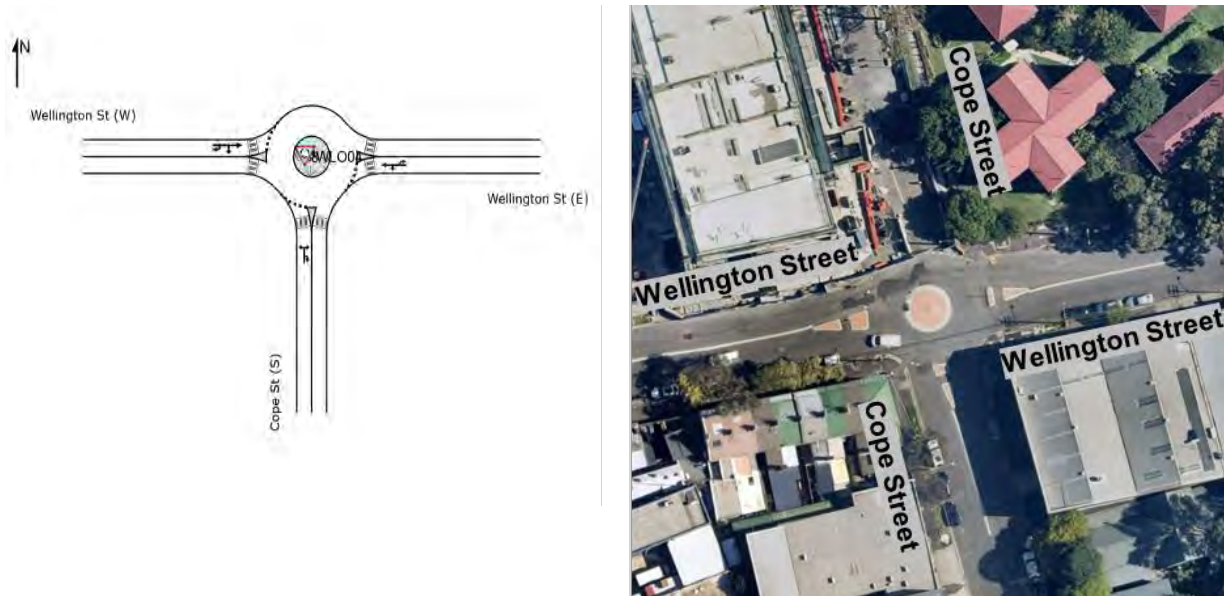 N
Wellington St (W)
Wellington St (E)
Cope St (S)
Cope Street
Wellington Street
Wellington Street
Cope Street